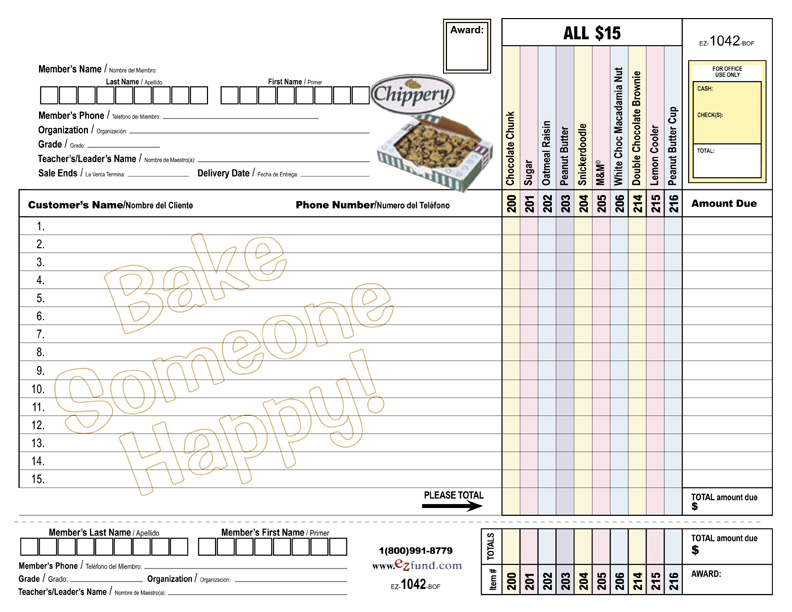 Award:
ALL $15
EZ-1042-BOF
FOR OFFICE
USE ONLY
CASH:
CHECK(S):
TOTAL:
Member's Name / Nombre del Miembro:
Last Name / Apellido
First Name / Primer
Chippery
Member's Phone / Teléfono del Miembro:
Organization / Organización:
Grade / Grado:
Teacher's/Leader's Name / Nombre de Maestro(a):
Sale Ends / La Venta Termina:
Delivery Date / Fecha de Entrega:
Chocolate Chunk
Sugar
Oatmeal Raisin
Peanut Butter
Snickerdoodle
M&M®
White Choc Macadamia Nut
Double Chocolate Brownie
Lemon Cooler
Peanut Butter Cup
Customer's Name/Nombre del Cliente
Phone Number/Numero del Teléfono
200 201 202 203 204 205 206 214 215 216
Amount Due
1.
2.
3.
4.
5.
6.
7.
8.
9.
10.
11.
12.
13.
14.
15.
Bake
Someone
Happy!
PLEASE TOTAL
TOTAL amount due
$
Member's Last Name / Apellido
Member's First Name / Primer
Member's Phone / Teléfono del Miembro:
Grade / Grado:
Organization / Organización:
Teacher's/Leader's Name / Nombre de Maestro(a):
1(800)991-8779
www.ezfund.com
EZ-1042-BOF
TOTALS
Item #
200 201 202 203 204 205 206 214 215 216
TOTAL amount due
$
AWARD: